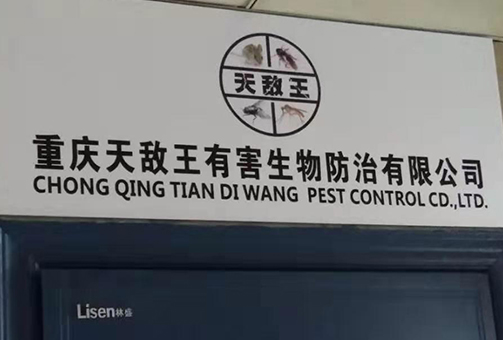 天敌王
重庆天敌王有害生物防治有限公司
CHONG QING TIAN DI WANG PEST CONTROL CD.,LTD.
Lisen林盛